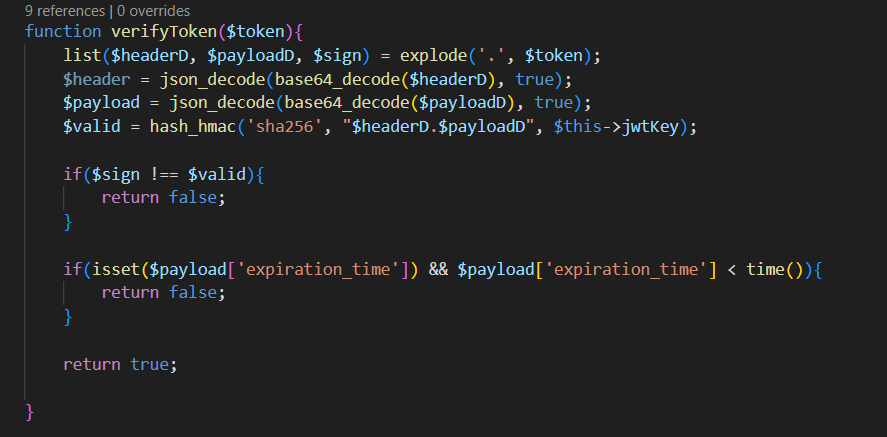 9 references | 0 overrides
function verifyToken($token){
list($headerD, $payloadD, $sign) = explode('.', $token);
$header = json_decode(base64_decode($headerD), true);
$payload = json_decode(base64_decode($payloadD), true);
$valid = hash_hmac('sha256', "$headerD.$payloadD", $this->jwtKey);
if($sign !== $valid){
return false;
}
if(isset($payload['expiration_time']) && $payload['expiration_time'] < time()){
return false;
}
return true;
}